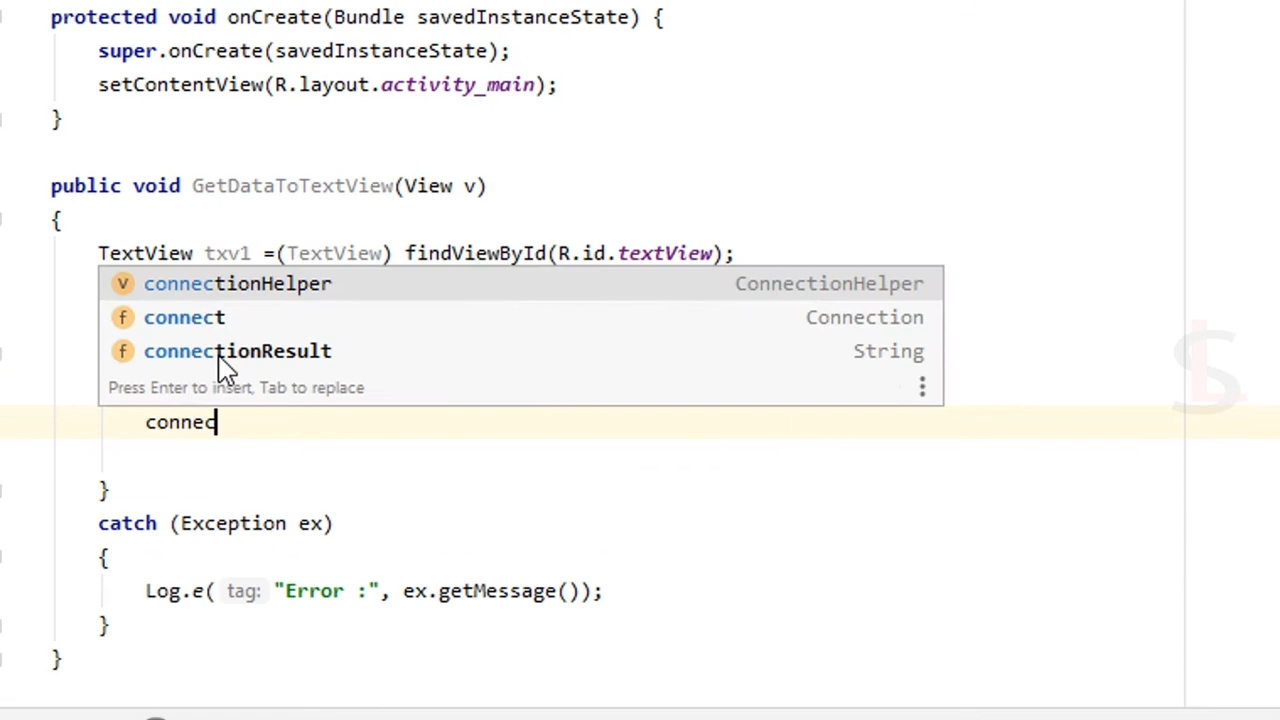 protected void onCreate(Bundle savedInstanceState) {
super.onCreate(savedInstanceState);
setContentView(R.layout.activity_main);
}
public void GetDataToTextView(View v)
{
TextView txv1 =(TextView) findViewById(R.id.textView);
v connectionHelper ConnectionHelper
f connect Connection
f connectionResult String
Press Enter to insert, Tab to replace
connec
}
catch (Exception ex)
{
Log.e( tag: "Error :", ex.getMessage());
}
}